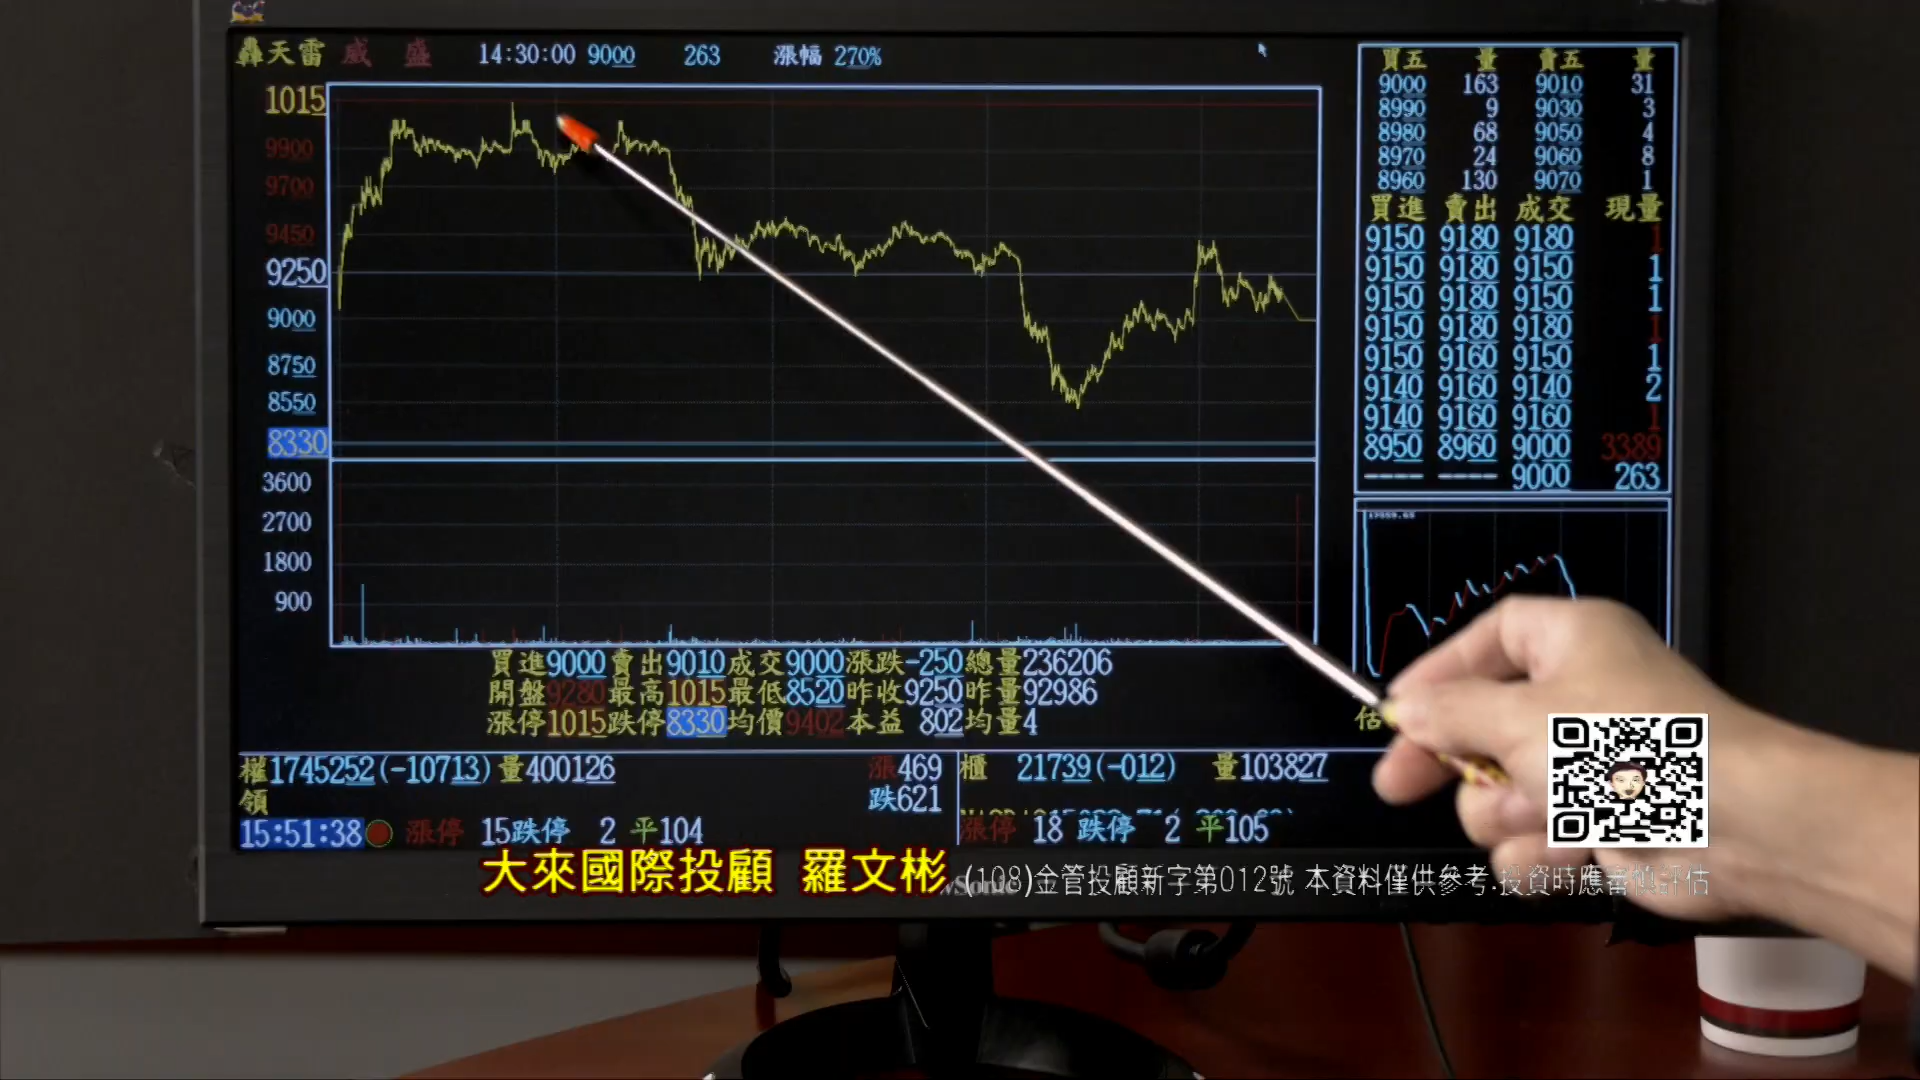 轟天雷 威 盛 14:30:00 9000 263 漲幅 270%
1015
9900
9700
9450
9250
9000
8750
8550
8330
3600
2700
1800
900
買五 量 賣五 量
9000 163 9010 31
8990 9 9030 3
8980 68 9050 4
8970 24 9060 8
8960 130 9070 1
買進 賣出 成交 現量
9150 9180 9180 1
9150 9180 9150 1
9150 9180 9150 1
9150 9180 9180 1
9150 9160 9150 1
9140 9160 9140 2
9140 9160 9160 1
8950 8960 9000 3389
---- ---- 9000 263
買進9000賣出9010成交9000漲跌-250總量236206
開盤9280最高1015最低8520昨收9250昨量92986
漲停1015跌停8330均價9402本益 802均量4
估
權1745252(-10713)量400126 漲469
領 跌621
15:51:38 漲停 15跌停 2 平104
櫃 21739(-012) 量103827
漲停 18 跌停 2 平105
大來國際投顧 羅文彬 (108)金管投顧新字第012號 本資料僅供參考.投資時應審慎評估